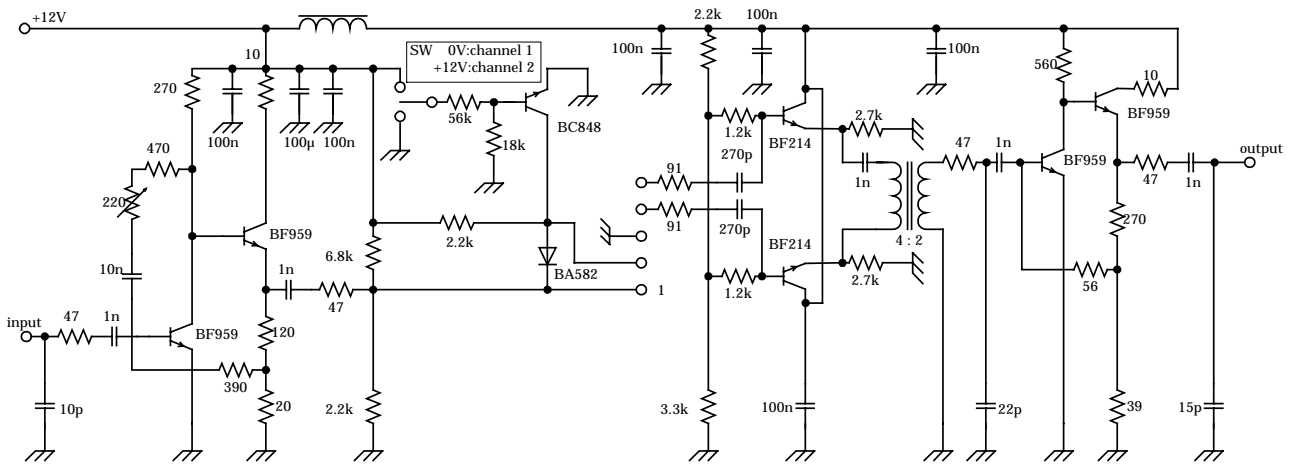 +12V
2.2k
100n
10
100n
100n
SW 0V:channel 1
+12V:channel 2
560
10
270
56k
BC848
BF959
100n
100µ
100n
18k
1.2k
BF214
2.7k
470
270p
1n
47
1n
BF959
47
1n
output
220
91
91
270p
4 : 2
270
BF959
2.2k
BF214
10n
6.8k
BA582
1n
47
1
1.2k
2.7k
56
input
47
1n
BF959
120
390
10p
20
2.2k
3.3k
100n
22p
39
15p